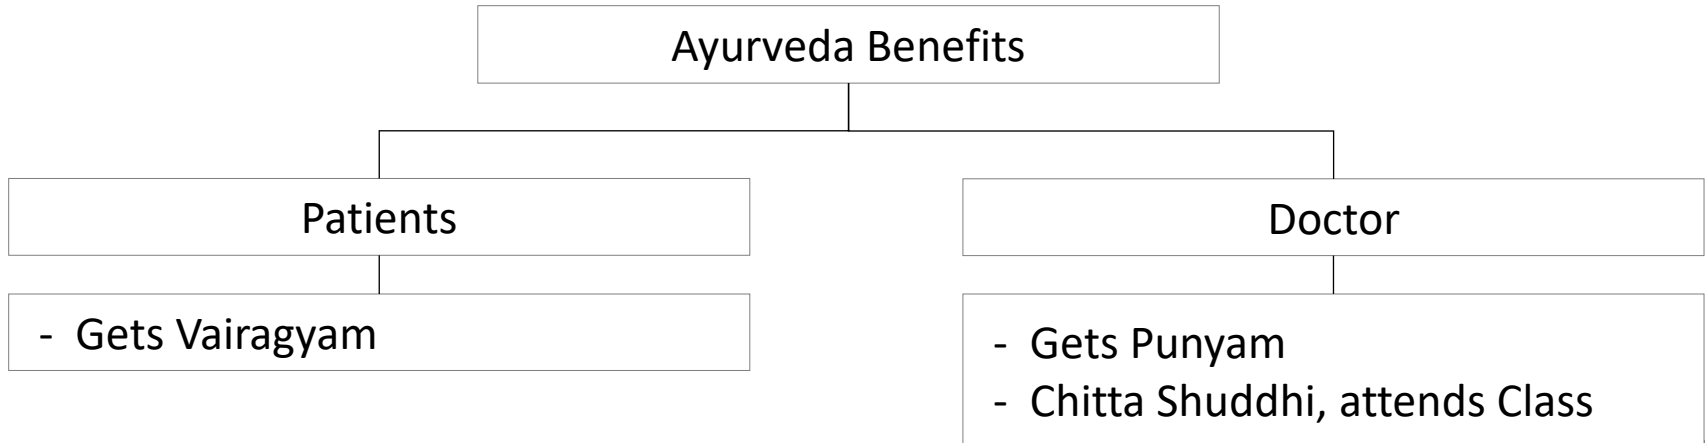 Ayurveda Benefits
Patients
Doctor
- Gets Vairagyam
- Gets Punyam
- Chitta Shuddhi, attends Class